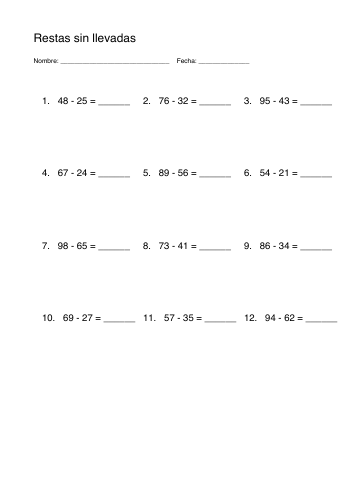 Restas sin llevadas
Nombre: ______________________________ Fecha: ______________
1. 48 - 25 = ______ 2. 76 - 32 = ______ 3. 95 - 43 = ______
4. 67 - 24 = ______ 5. 89 - 56 = ______ 6. 54 - 21 = ______
7. 98 - 65 = ______ 8. 73 - 41 = ______ 9. 86 - 34 = ______
10. 69 - 27 = ______ 11. 57 - 35 = ______ 12. 94 - 62 = ______